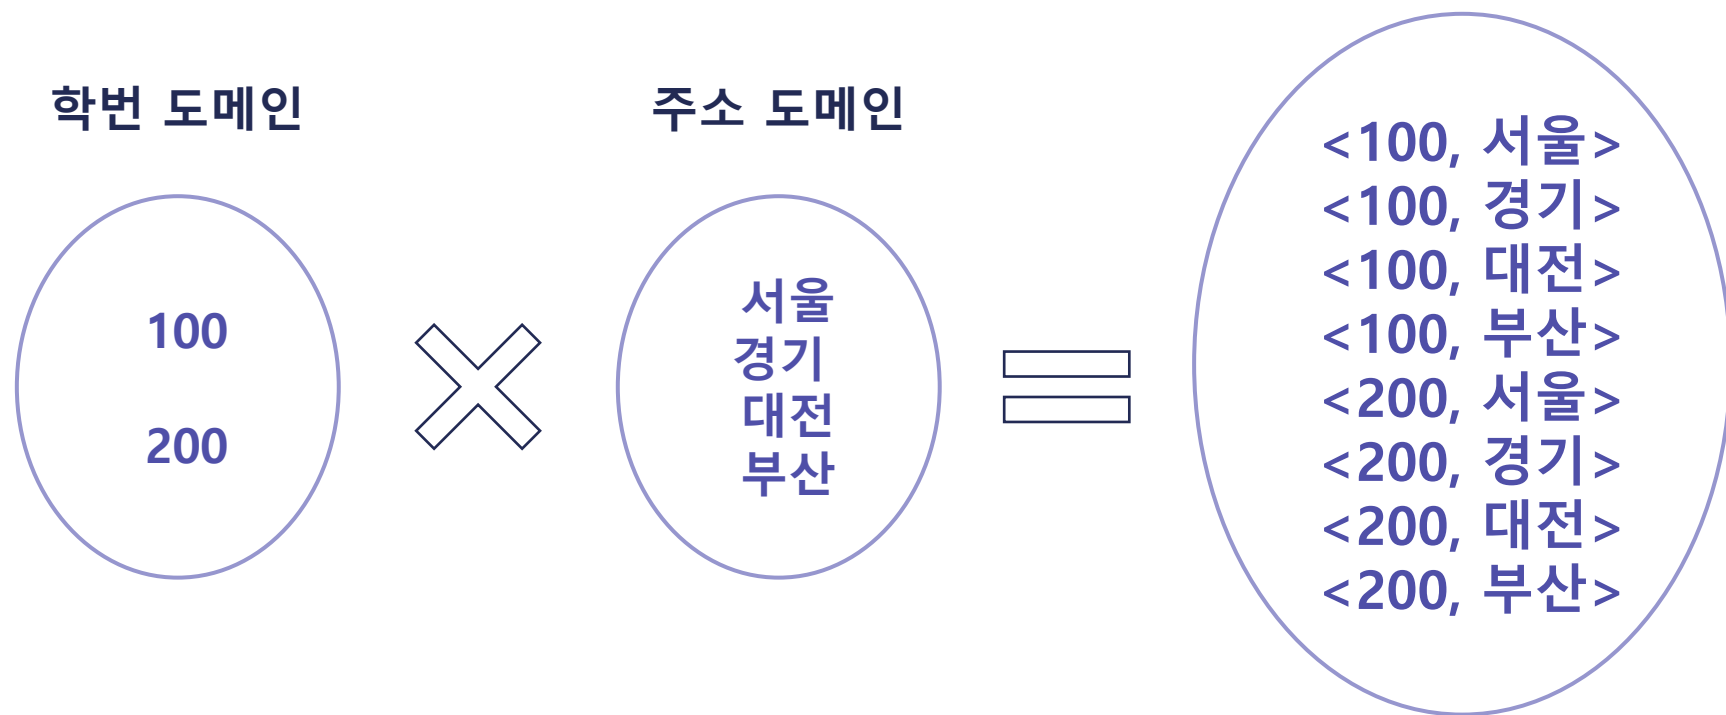 학번 도메인
100
200
주소 도메인
서울
경기
대전
부산
<100, 서울>
<100, 경기>
<100, 대전>
<100, 부산>
<200, 서울>
<200, 경기>
<200, 대전>
<200, 부산>